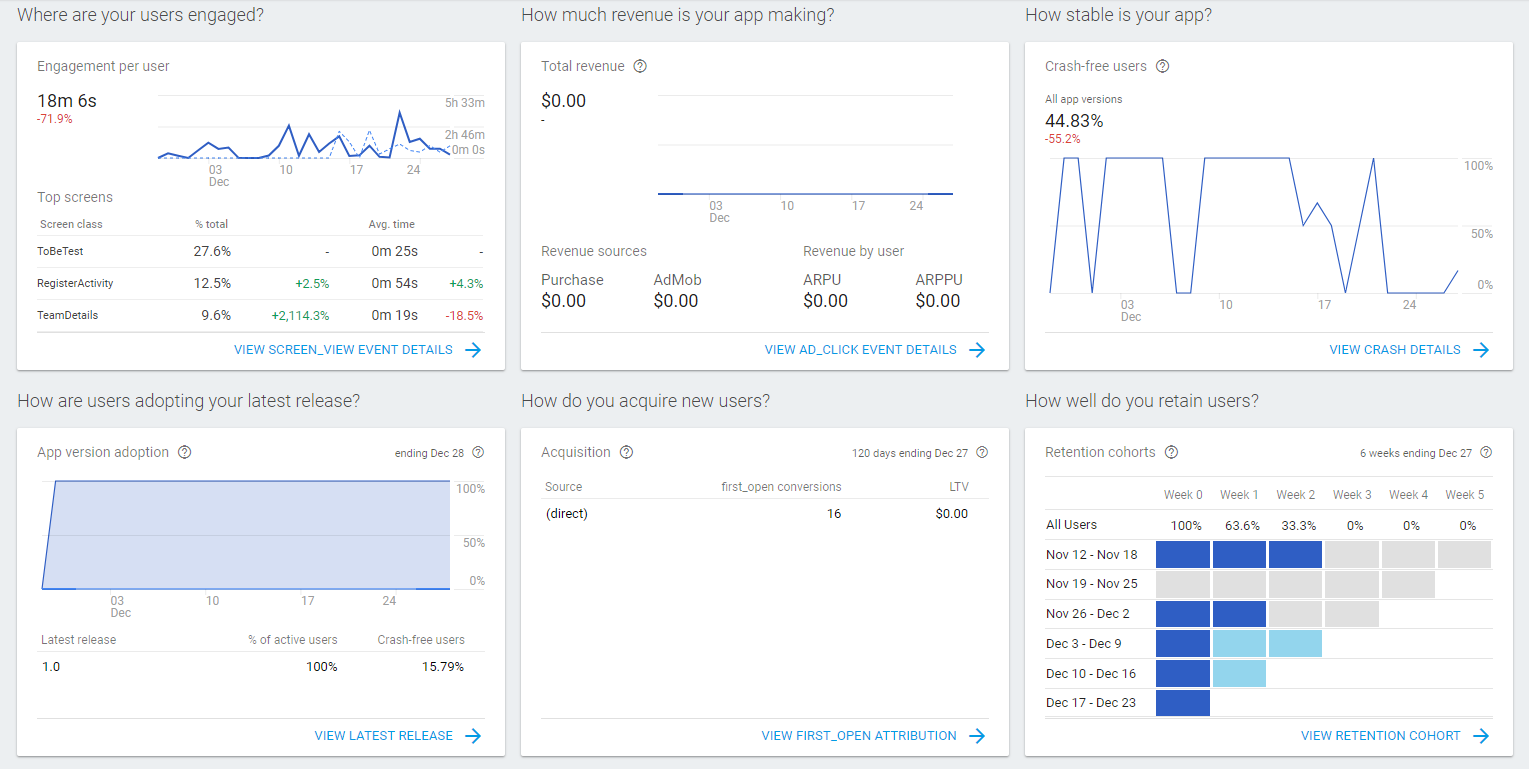 Where are your users engaged?
Engagement per user
18m 6s
-71.9%
5h 33m
2h 46m
0m 0s
03 10 17 24
Dec
Top screens
Screen class % total Avg. time
ToBeTest 27.6% - 0m 25s -
RegisterActivity 12.5% +2.5% 0m 54s +4.3%
TeamDetails 9.6% +2,114.3% 0m 19s -18.5%
VIEW SCREEN_VIEW EVENT DETAILS
How much revenue is your app making?
Total revenue
$0.00
-
03 10 17 24
Dec
Revenue sources Revenue by user
Purchase AdMob ARPU ARPPU
$0.00 $0.00 $0.00 $0.00
VIEW AD_CLICK EVENT DETAILS
How stable is your app?
Crash-free users
All app versions
44.83%
-55.2%
100%
50%
0%
03 10 17 24
Dec
VIEW CRASH DETAILS
How are users adopting your latest release?
App version adoption ending Dec 28
100%
50%
0%
03 10 17 24
Dec
Latest release % of active users Crash-free users
1.0 100% 15.79%
VIEW LATEST RELEASE
How do you acquire new users?
Acquisition 120 days ending Dec 27
Source first_open conversions LTV
(direct) 16 $0.00
VIEW FIRST_OPEN ATTRIBUTION
How well do you retain users?
Retention cohorts 6 weeks ending Dec 27
Week 0 Week 1 Week 2 Week 3 Week 4 Week 5
All Users 100% 63.6% 33.3% 0% 0% 0%
Nov 12 - Nov 18
Nov 19 - Nov 25
Nov 26 - Dec 2
Dec 3 - Dec 9
Dec 10 - Dec 16
Dec 17 - Dec 23
VIEW RETENTION COHORT